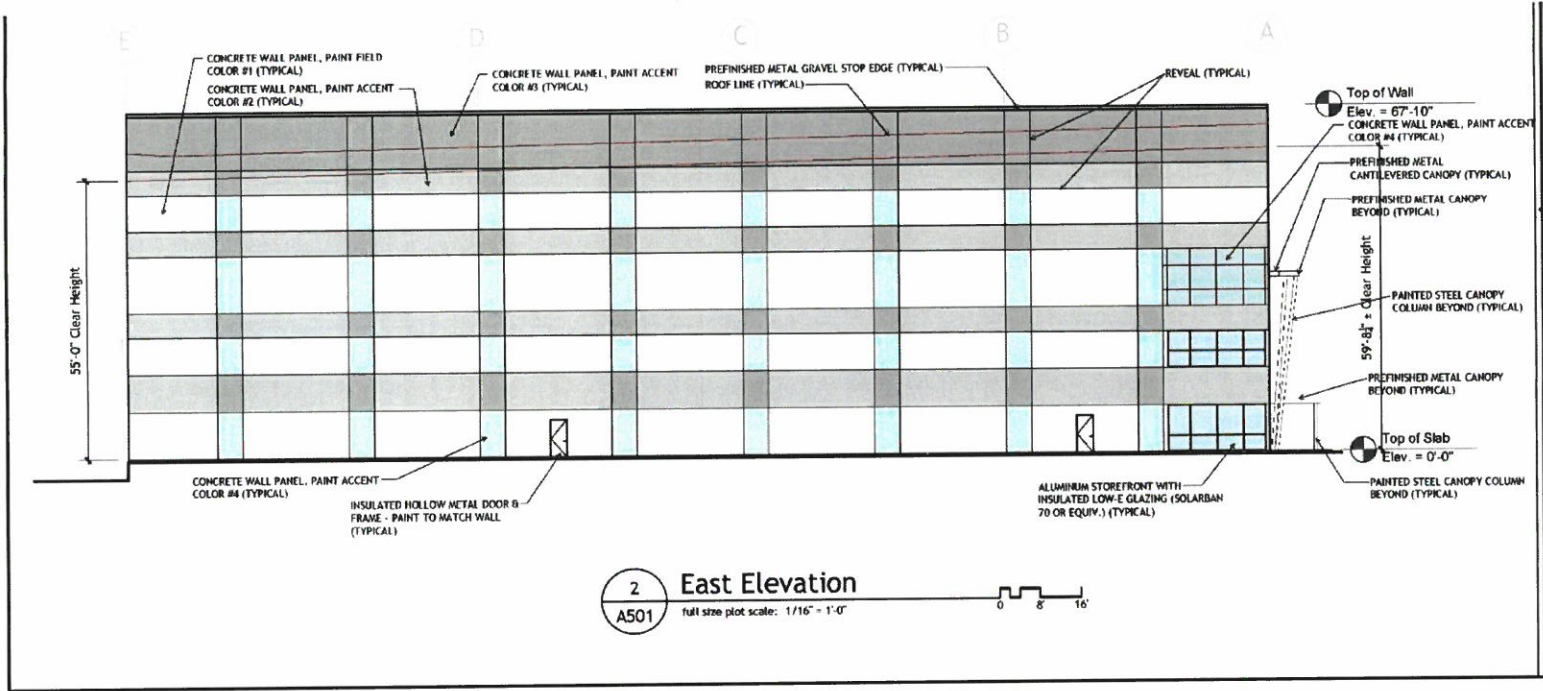 E D C B A
CONCRETE WALL PANEL, PAINT FIELD
COLOR #1 (TYPICAL)
CONCRETE WALL PANEL, PAINT ACCENT
COLOR #2 (TYPICAL)
CONCRETE WALL PANEL, PAINT ACCENT
COLOR #3 (TYPICAL)
PREFINISHED METAL GRAVEL STOP EDGE (TYPICAL)
ROOF LINE (TYPICAL)
REVEAL (TYPICAL)
Top of Wall
Elev. = 67'-10"
CONCRETE WALL PANEL, PAINT ACCENT
COLOR #4 (TYPICAL)
PREFINISHED METAL
CANTILEVERED CANOPY (TYPICAL)
PREFINISHED METAL CANOPY
BEYOND (TYPICAL)
55'-0" Clear Height
59'-8¼" ± Clear Height
PAINTED STEEL CANOPY
COLUMN BEYOND (TYPICAL)
PREFINISHED METAL CANOPY
BEYOND (TYPICAL)
Top of Slab
Elev. = 0'-0"
PAINTED STEEL CANOPY COLUMN
BEYOND (TYPICAL)
CONCRETE WALL PANEL, PAINT ACCENT
COLOR #4 (TYPICAL)
INSULATED HOLLOW METAL DOOR &
FRAME - PAINT TO MATCH WALL
(TYPICAL)
ALUMINUM STOREFRONT WITH
INSULATED LOW-E GLAZING (SOLARBAN
70 OR EQUIV.) (TYPICAL)
2
A501
East Elevation
full size plot scale: 1/16" = 1'-0"
0 8' 16'